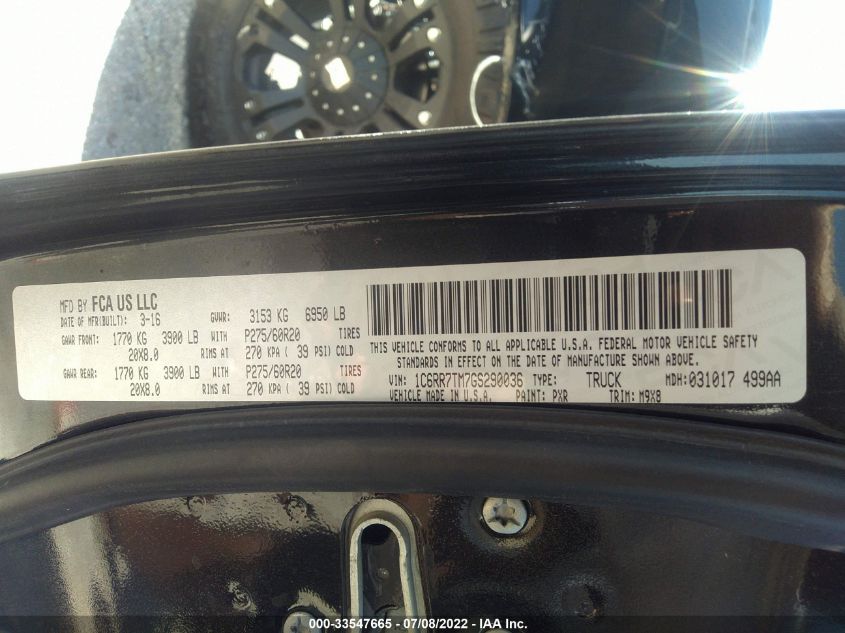 MFD BY FCA US LLC
DATE OF MFR(BUILT): 3-16 GVWR: 3153 KG 6950 LB
GAWR FRONT: 1770 KG 3900 LB WITH P275/60R20 TIRES
20X8.0 RIMS AT 270 KPA ( 39 PSI) COLD
GAWR REAR: 1770 KG 3900 LB WITH P275/60R20 TIRES
20X8.0 RIMS AT 270 KPA ( 39 PSI) COLD
THIS VEHICLE CONFORMS TO ALL APPLICABLE U.S.A. FEDERAL MOTOR VEHICLE SAFETY
STANDARDS IN EFFECT ON THE DATE OF MANUFACTURE SHOWN ABOVE.
VIN: 1C6RR7TM7GS290036 TYPE: TRUCK MDH: 031017 499AA
VEHICLE MADE IN U.S.A. PAINT: PXR TRIM: M9X8
000-33547665 - 07/08/2022 - IAA Inc.